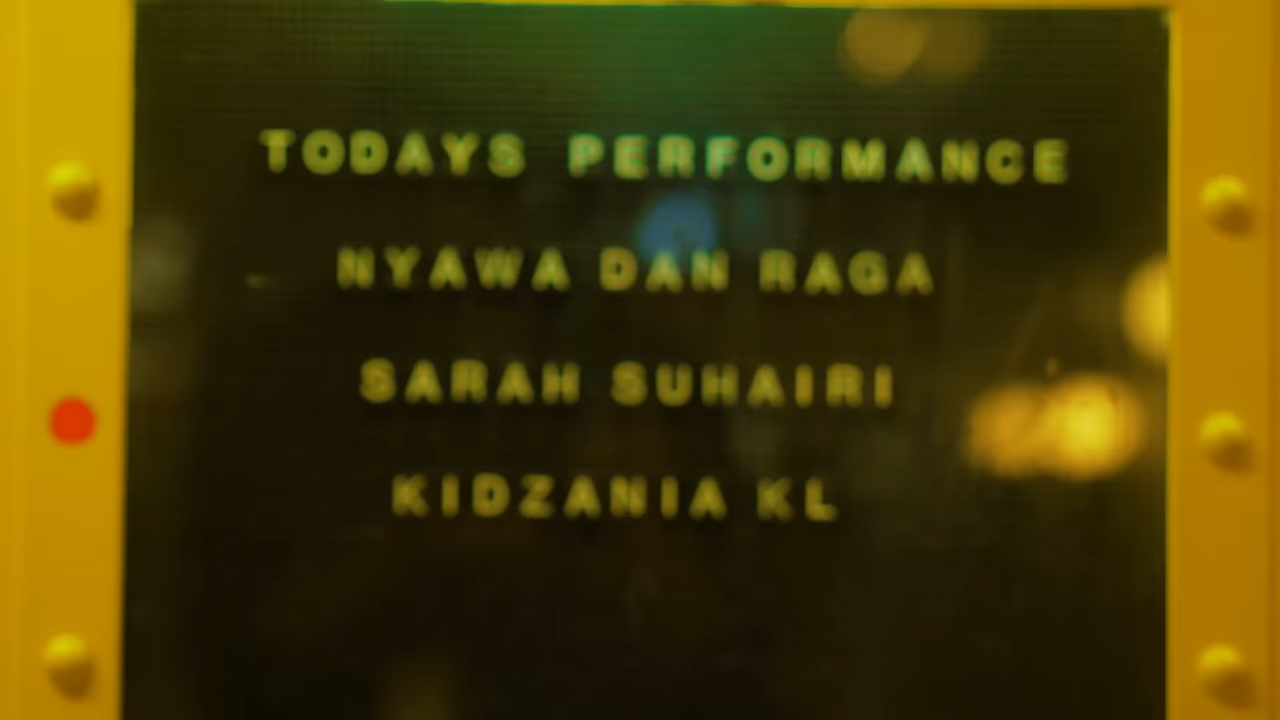 TODAYS PERFORMANCE
NYAWA DAN RAGA
SARAH SUHAIRI
KIDZANIA KL